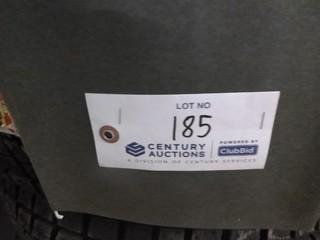 LOT NO
185
CENTURY AUCTIONS
POWERED BY
ClubBid
A DIVISION OF CENTURY SERVICES